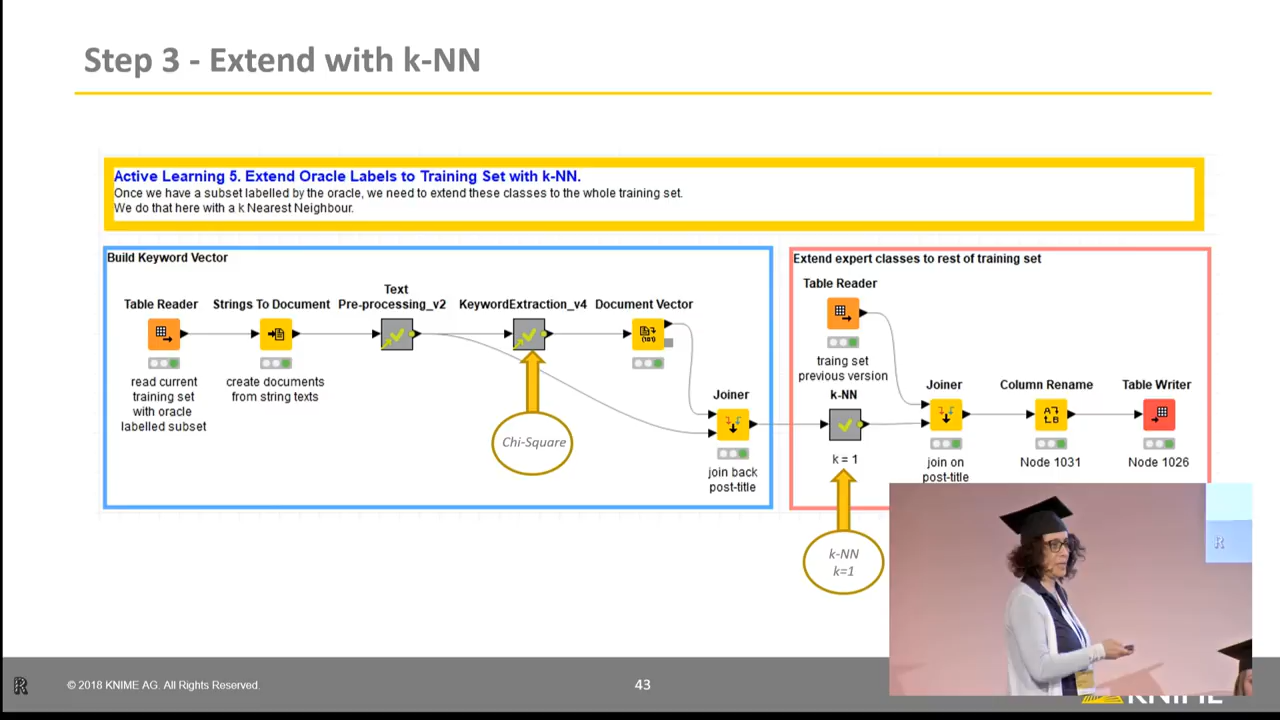 Step 3 - Extend with k-NN
Active Learning 5. Extend Oracle Labels to Training Set with k-NN.
Once we have a subset labelled by the oracle, we need to extend these classes to the whole training set.
We do that here with a k Nearest Neighbour.
Build Keyword Vector
Table Reader
Strings To Document
Text
Pre-processing_v2
KeywordExtraction_v4
Document Vector
read current
training set
with oracle
labelled subset
create documents
from string texts
Chi-Square
Joiner
join back
post-title
Extend expert classes to rest of training set
Table Reader
traing set
previous version
k-NN
k = 1
Joiner
join on
post-title
Column Rename
Node 1031
Table Writer
Node 1026
k-NN
k=1
R
R
© 2018 KNIME AG. All Rights Reserved.
43
KNIME